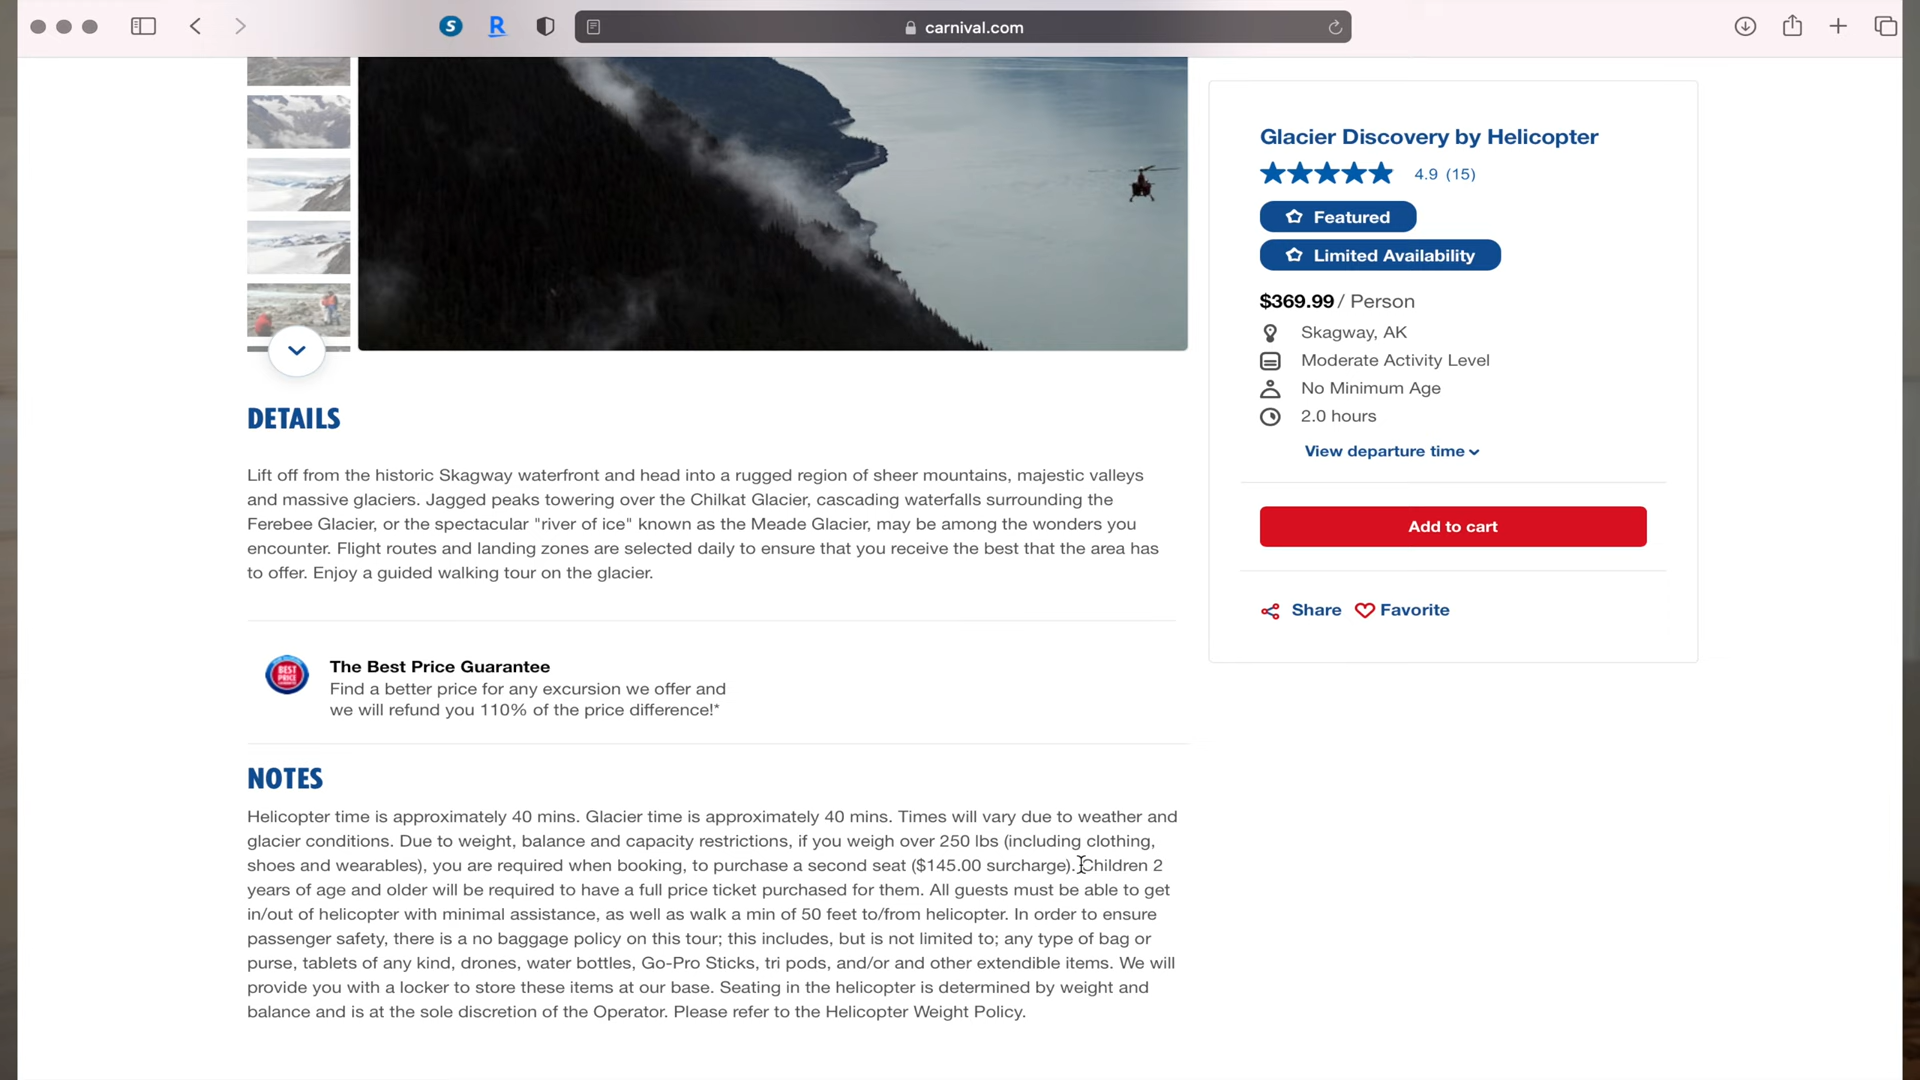 S
R
carnival.com
Glacier Discovery by Helicopter
4.9 (15)
Featured
Limited Availability
$369.99 / Person
Skagway, AK
Moderate Activity Level
No Minimum Age
2.0 hours
View departure time
Add to cart
Share
Favorite
DETAILS
Lift off from the historic Skagway waterfront and head into a rugged region of sheer mountains, majestic valleys
and massive glaciers. Jagged peaks towering over the Chilkat Glacier, cascading waterfalls surrounding the
Ferebee Glacier, or the spectacular "river of ice" known as the Meade Glacier, may be among the wonders you
encounter. Flight routes and landing zones are selected daily to ensure that you receive the best that the area has
to offer. Enjoy a guided walking tour on the glacier.
BEST
PRICE
The Best Price Guarantee
Find a better price for any excursion we offer and
we will refund you 110% of the price difference!*
NOTES
Helicopter time is approximately 40 mins. Glacier time is approximately 40 mins. Times will vary due to weather and
glacier conditions. Due to weight, balance and capacity restrictions, if you weigh over 250 lbs (including clothing,
shoes and wearables), you are required when booking, to purchase a second seat ($145.00 surcharge). Children 2
years of age and older will be required to have a full price ticket purchased for them. All guests must be able to get
in/out of helicopter with minimal assistance, as well as walk a min of 50 feet to/from helicopter. In order to ensure
passenger safety, there is a no baggage policy on this tour; this includes, but is not limited to; any type of bag or
purse, tablets of any kind, drones, water bottles, Go-Pro Sticks, tri pods, and/or and other extendible items. We will
provide you with a locker to store these items at our base. Seating in the helicopter is determined by weight and
balance and is at the sole discretion of the Operator. Please refer to the Helicopter Weight Policy.